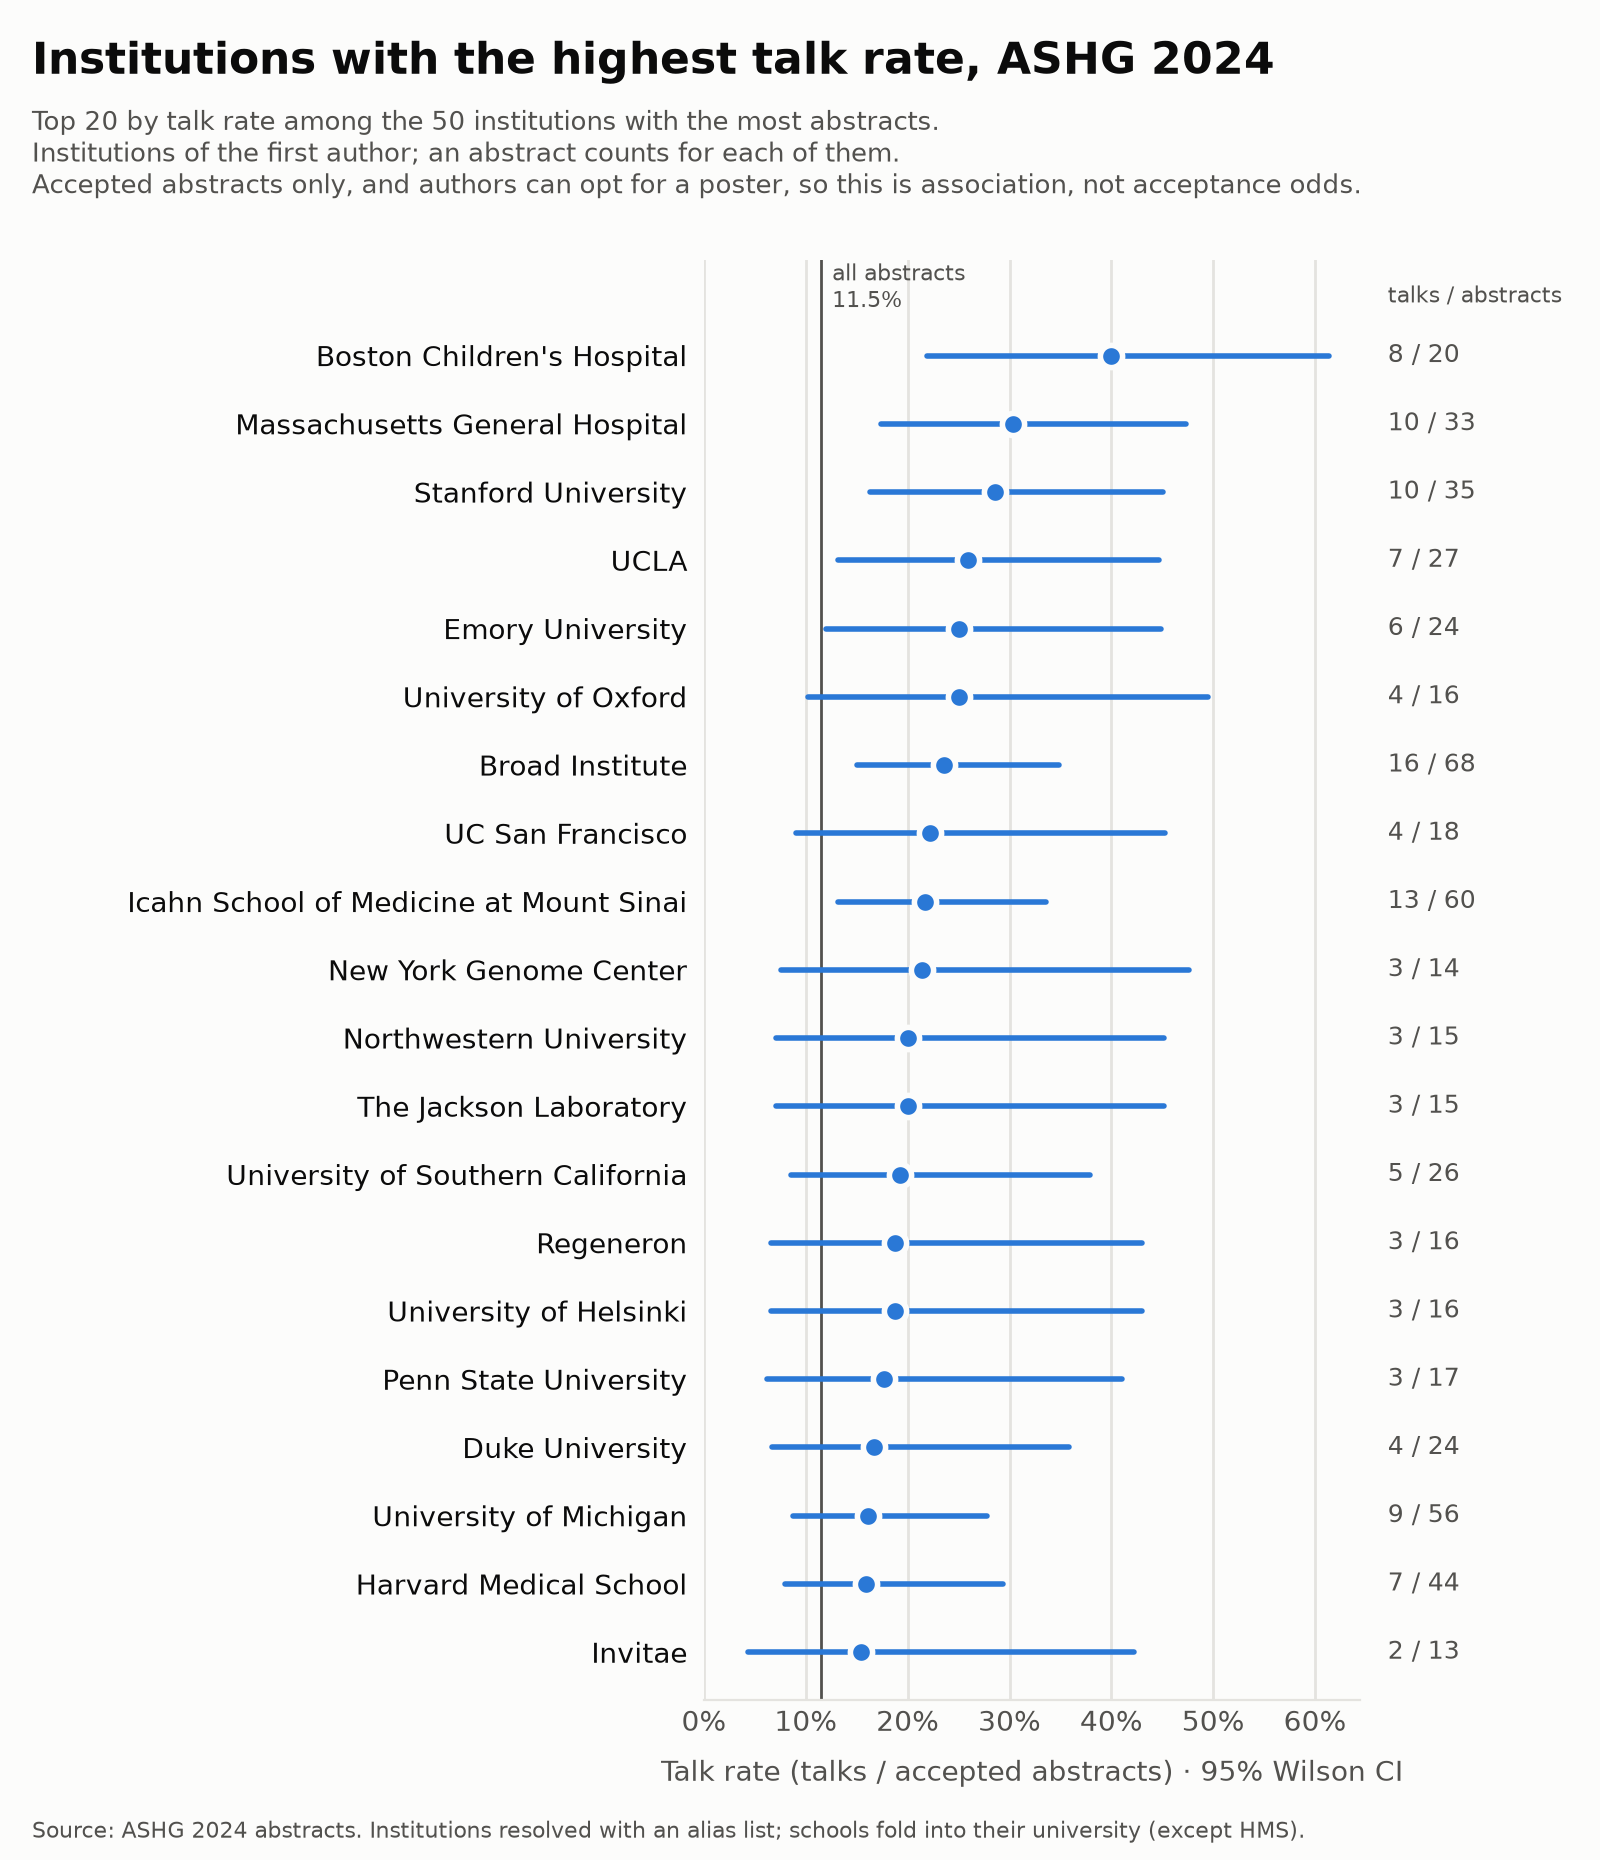 Institutions with the highest talk rate, ASHG 2024
Top 20 by talk rate among the 50 institutions with the most abstracts.
Institutions of the first author; an abstract counts for each of them.
Accepted abstracts only, and authors can opt for a poster, so this is association, not acceptance odds.
all abstracts
11.5%
talks / abstracts
Boston Children's Hospital 8 / 20
Massachusetts General Hospital 10 / 33
Stanford University 10 / 35
UCLA 7 / 27
Emory University 6 / 24
University of Oxford 4 / 16
Broad Institute 16 / 68
UC San Francisco 4 / 18
Icahn School of Medicine at Mount Sinai 13 / 60
New York Genome Center 3 / 14
Northwestern University 3 / 15
The Jackson Laboratory 3 / 15
University of Southern California 5 / 26
Regeneron 3 / 16
University of Helsinki 3 / 16
Penn State University 3 / 17
Duke University 4 / 24
University of Michigan 9 / 56
Harvard Medical School 7 / 44
Invitae 2 / 13
0% 10% 20% 30% 40% 50% 60%
Talk rate (talks / accepted abstracts) · 95% Wilson CI
Source: ASHG 2024 abstracts. Institutions resolved with an alias list; schools fold into their university (except HMS).